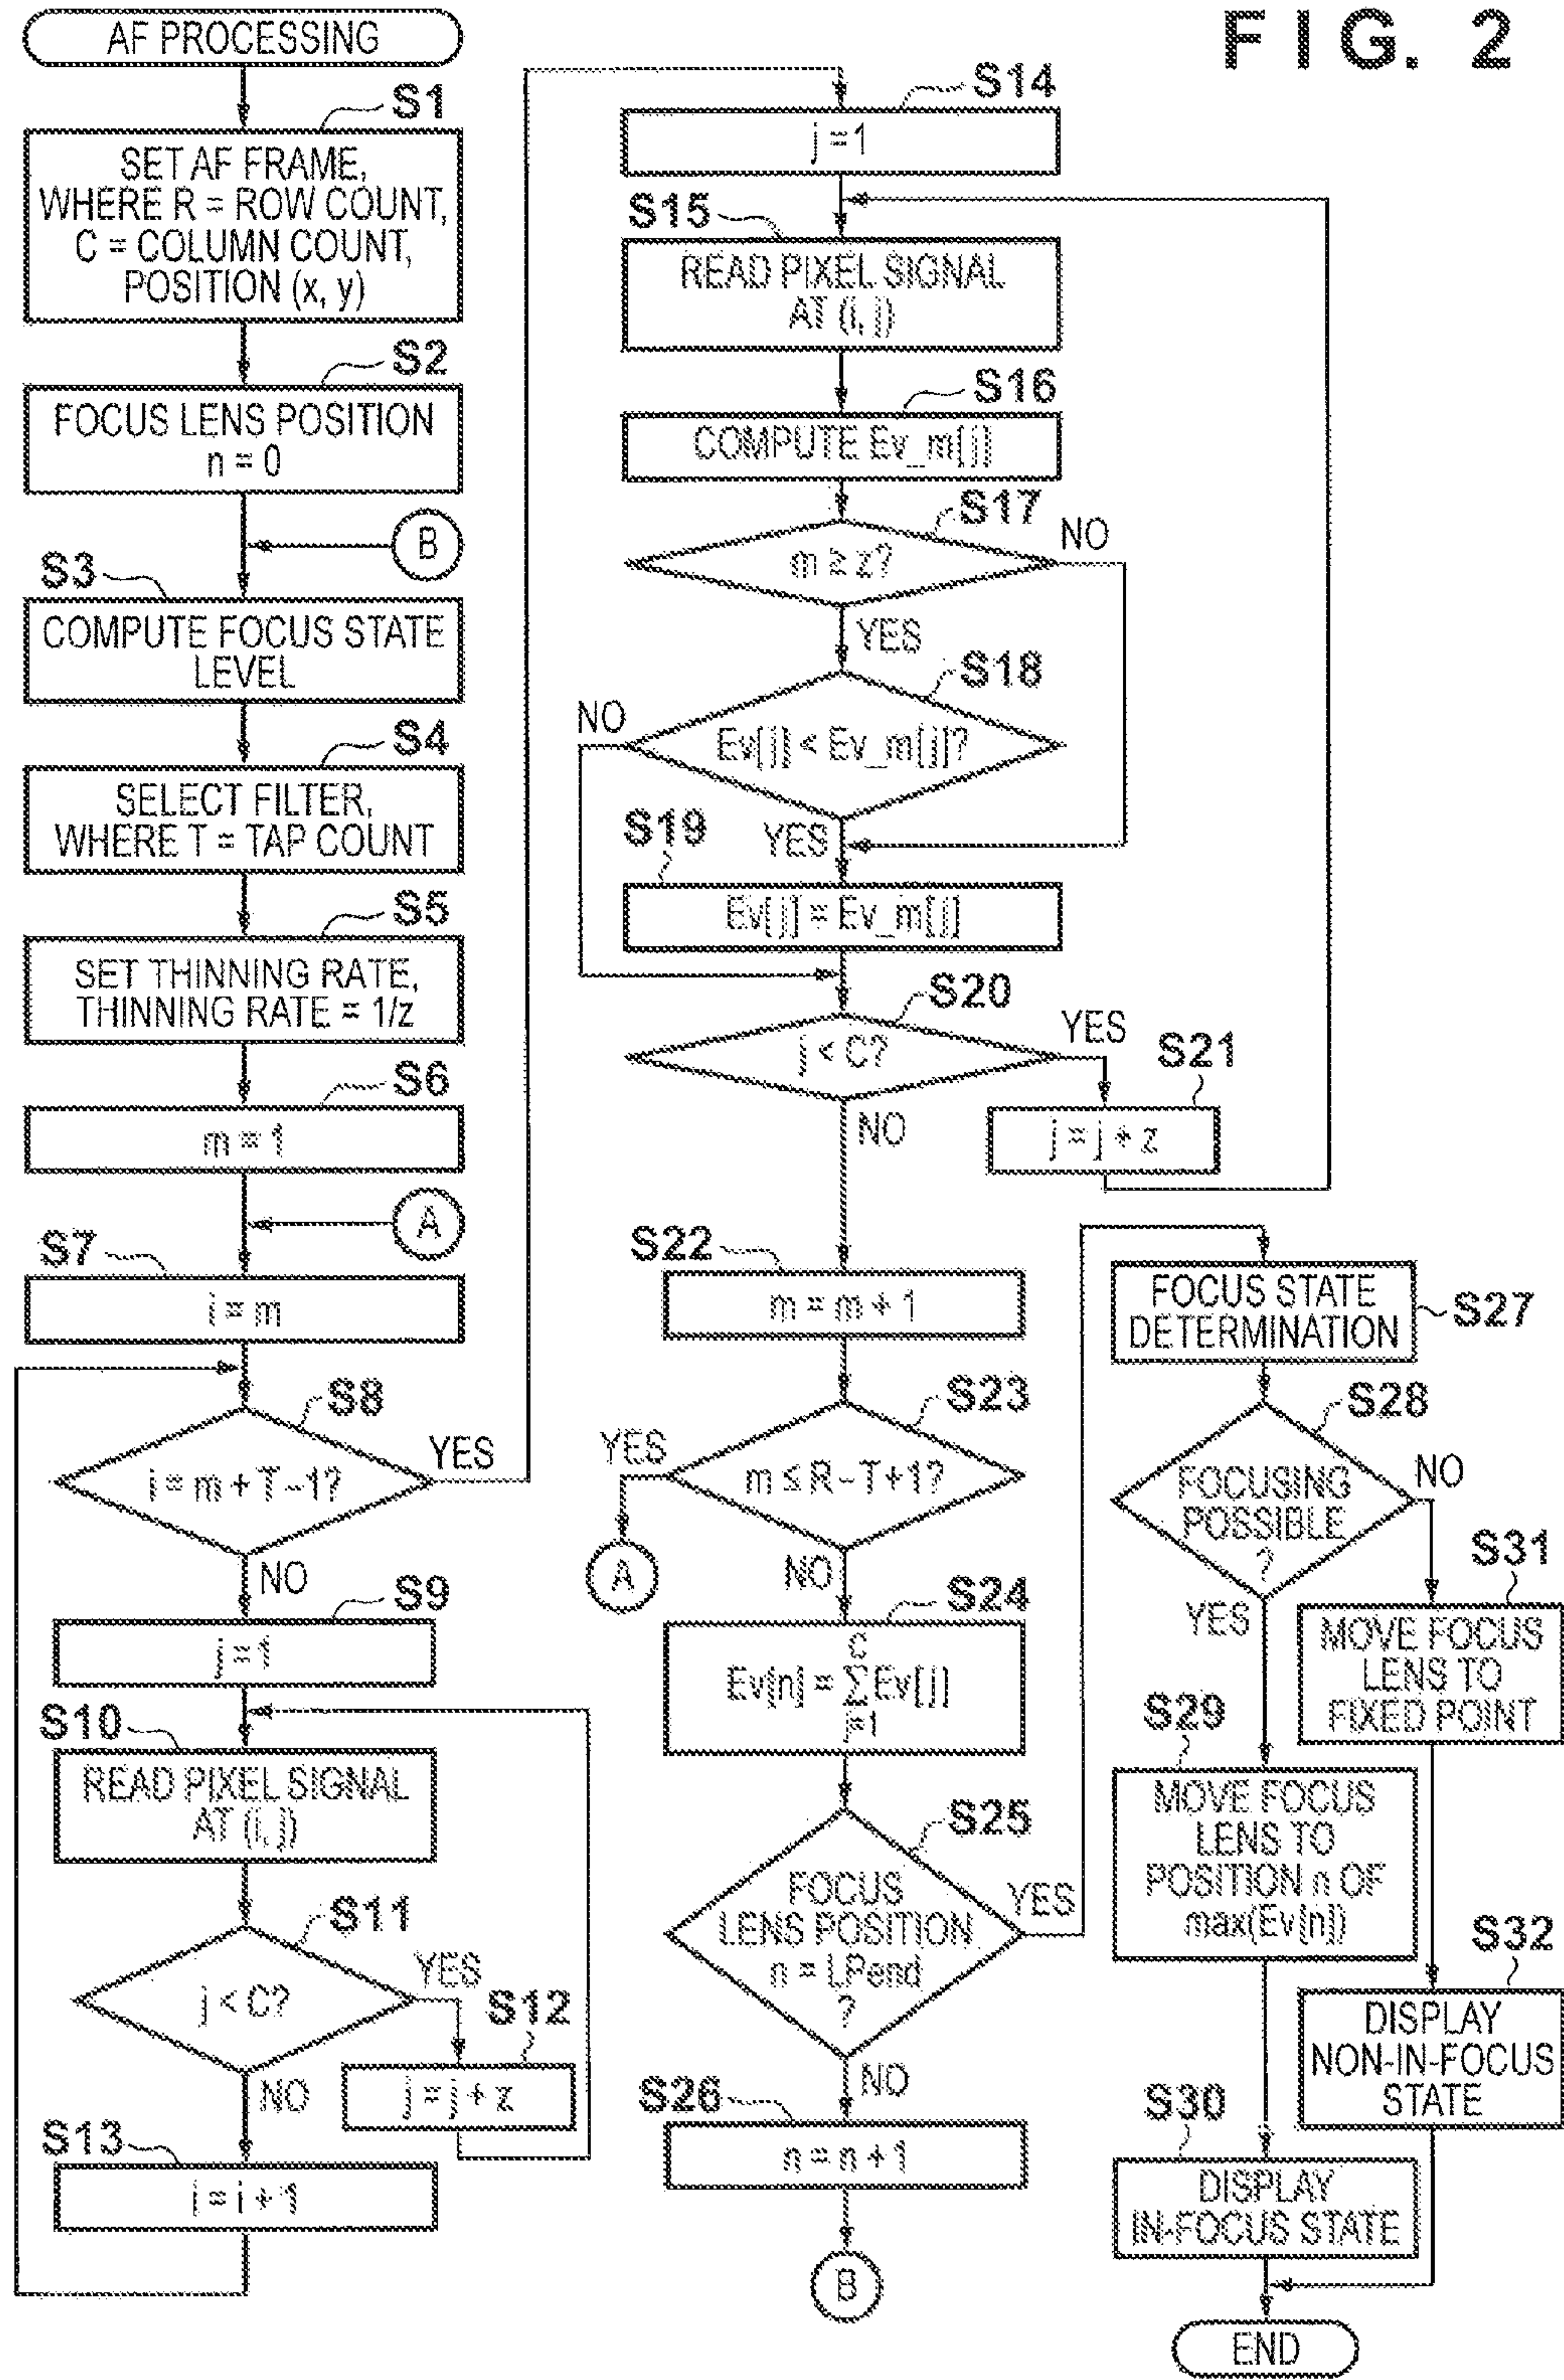 FIG. 2
AF PROCESSING
S1
SET AF FRAME,
WHERE R = ROW COUNT,
C = COLUMN COUNT,
POSITION (x, y)
S2
FOCUS LENS POSITION
n = 0
B
S3
COMPUTE FOCUS STATE
LEVEL
S4
SELECT FILTER,
WHERE T = TAP COUNT
S5
SET THINNING RATE,
THINNING RATE = 1/z
S6
m = 1
A
S7
i = m
S8
i = m + T - 1?
YES
NO
S9
j = 1
S10
READ PIXEL SIGNAL
AT (i, j)
S11
j < C?
YES
S12
j = j + z
NO
S13
i = i + 1
S14
j = 1
S15
READ PIXEL SIGNAL
AT (i, j)
S16
COMPUTE Ev_m[j]
S17
m ≥ z?
NO
YES
S18
NO
Ev[j] < Ev_m[j]?
S19
YES
Ev[j] = Ev_m[j]
S20
j < C?
YES
S21
j = j + z
NO
S22
m = m + 1
S23
YES
m ≤ R - T + 1?
A
NO
S24
C
Ev[n] = Σ Ev[j]
j=1
S25
FOCUS
LENS POSITION
n = LPend
?
YES
NO
S26
n = n + 1
B
FOCUS STATE
DETERMINATION
S27
S28
FOCUSING
POSSIBLE
?
NO
YES
S31
MOVE FOCUS
LENS TO
FIXED POINT
S29
MOVE FOCUS
LENS TO
POSITION n OF
max(Ev[n])
S32
DISPLAY
NON-IN-FOCUS
STATE
S30
DISPLAY
IN-FOCUS STATE
END